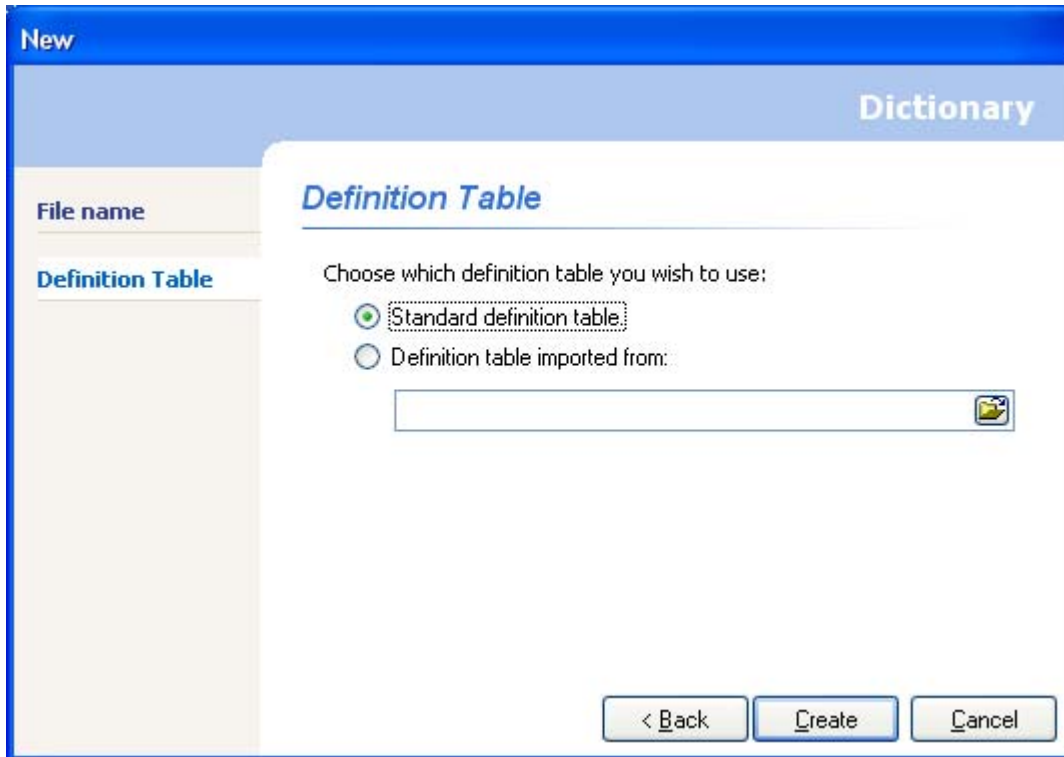 New
Dictionary
File name
Definition Table
Definition Table
Choose which definition table you wish to use:
Standard definition table.
Definition table imported from:
< Back
Create
Cancel